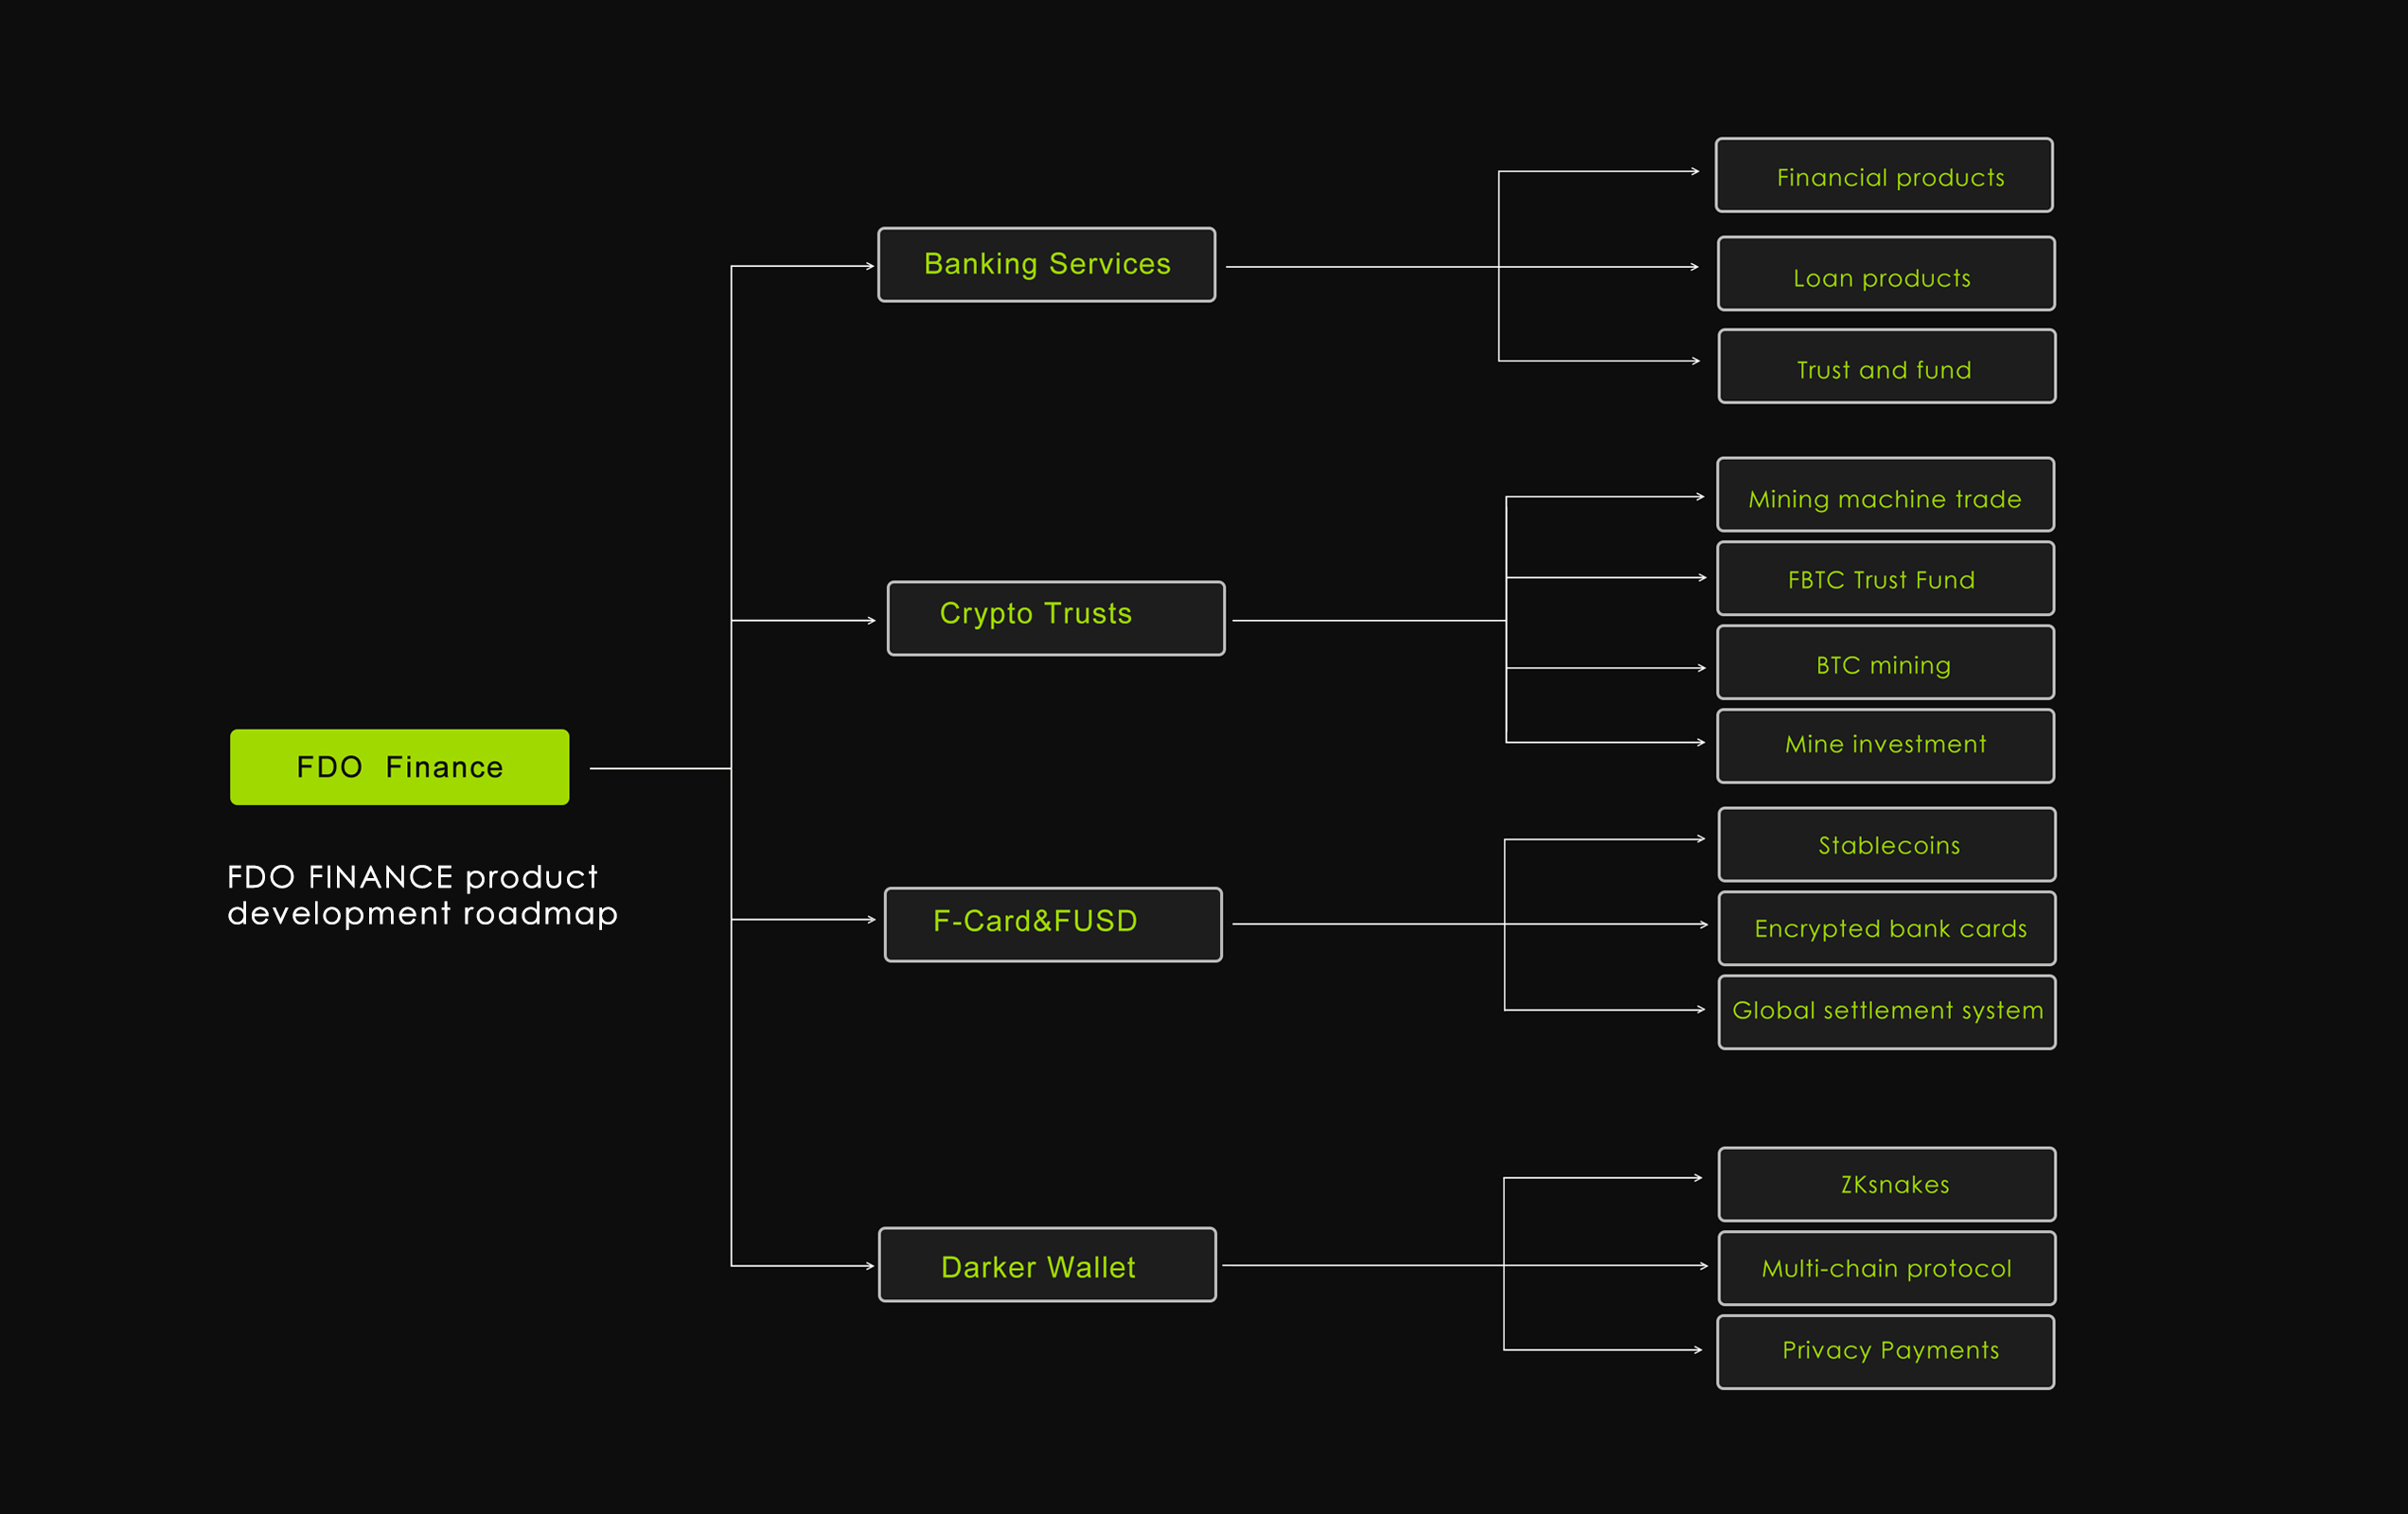 FDO Finance
FDO FINANCE product
development roadmap
Banking Services
Financial products
Loan products
Trust and fund
Crypto Trusts
Mining machine trade
FBTC Trust Fund
BTC mining
Mine investment
F-Card&FUSD
Stablecoins
Encrypted bank cards
Global settlement system
Darker Wallet
ZKsnakes
Multi-chain protocol
Privacy Payments